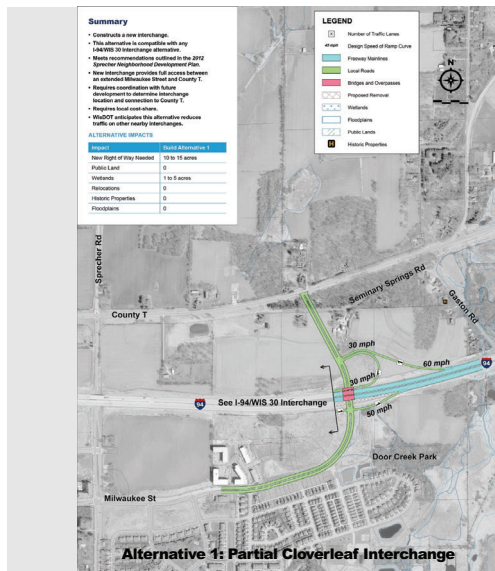 Summary
• Constructs a new interchange.
• This alternative is compatible with any
I-94/WIS 30 Interchange alternative.
• Meets recommendations outlined in the 2012
Sprecher Neighborhood Development Plan.
• New interchange provides full access between
an extended Milwaukee Street and County T.
• Requires coordination with future
development to determine interchange
location and connection to County T.
• Requires local cost-share.
• WisDOT anticipates this alternative reduces
traffic on other nearby interchanges.
ALTERNATIVE IMPACTS
Impact Build Alternative 1
New Right of Way Needed 10 to 15 acres
Public Land 0
Wetlands 1 to 5 acres
Relocations 0
Historic Properties 0
Floodplains 0
LEGEND
Number of Traffic Lanes
45 mph Design Speed of Ramp Curve
Freeway Mainlines
Local Roads
Bridges and Overpasses
Proposed Removal
Wetlands
Floodplains
Public Lands
H Historic Properties
N
Sprecher Rd
Seminary Springs Rd
Gaston Rd
County T
30 mph
60 mph
94
30 mph
See I-94/WIS 30 Interchange
94
50 mph
Door Creek Park
Milwaukee St
Alternative 1: Partial Cloverleaf Interchange